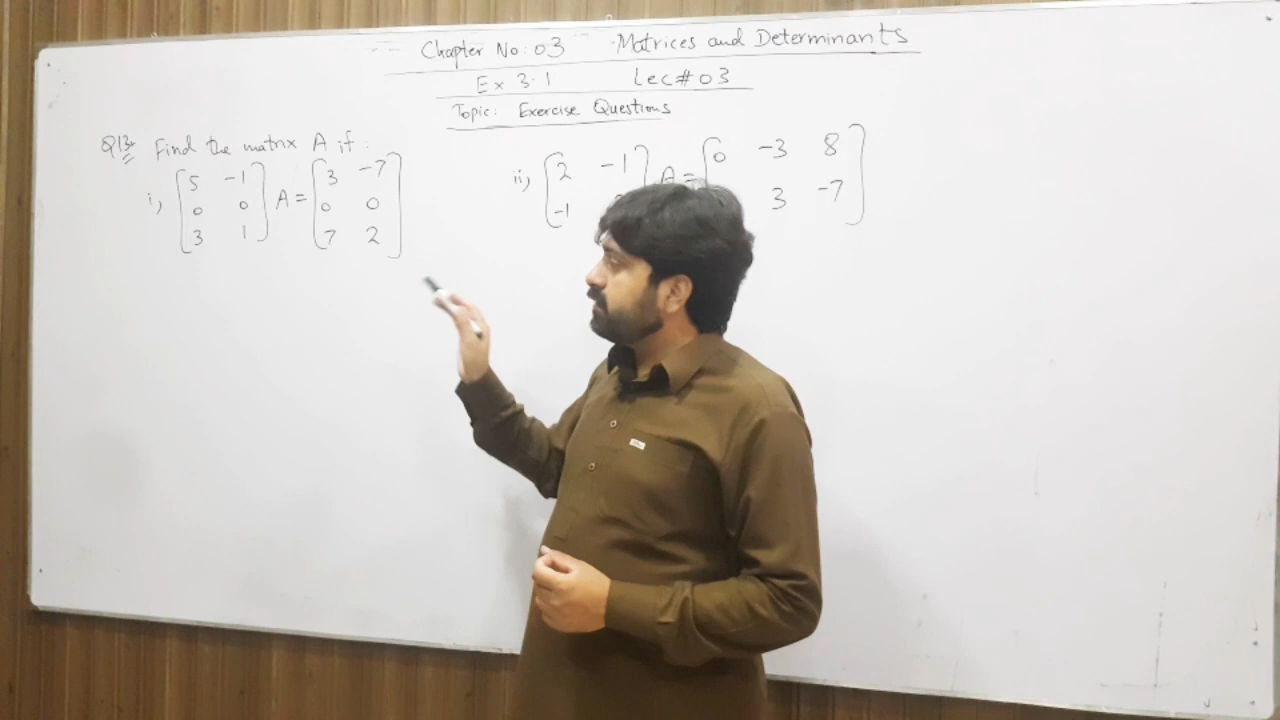 Chapter No: 03 Matrices and Determinants
Ex 3.1 Lec# 03
Topic: Exercise Questions
Q13. Find the matrix A if:
i, [5 -1
0 0
3 1] A = [3 -7
0 0
7 2]
ii, [2 -1
-1] A = [0 -3 8
3 -7]